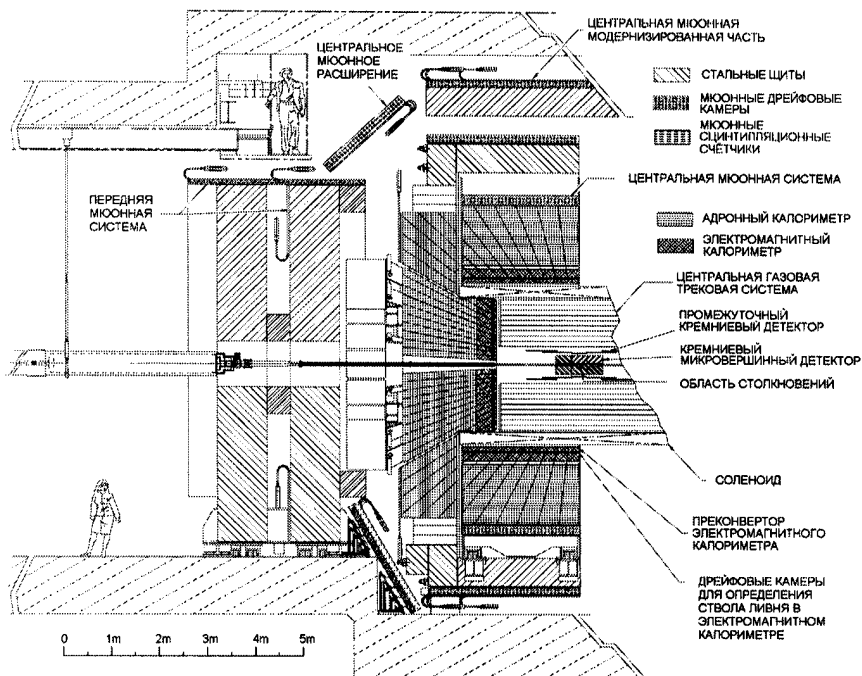 ЦЕНТРАЛЬНАЯ МЮОННАЯ
МОДЕРНИЗИРОВАННАЯ ЧАСТЬ
ЦЕНТРАЛЬНОЕ
МЮОННОЕ
РАСШИРЕНИЕ
СТАЛЬНЫЕ ЩИТЫ
МЮОННЫЕ ДРЕЙФОВЫЕ
КАМЕРЫ
МЮОННЫЕ
СЦИНТИЛЛЯЦИОННЫЕ
СЧЁТЧИКИ
ЦЕНТРАЛЬНАЯ МЮОННАЯ СИСТЕМА
ПЕРЕДНЯЯ
МЮОННАЯ
СИСТЕМА
АДРОННЫЙ КАЛОРИМЕТР
ЭЛЕКТРОМАГНИТНЫЙ
КАЛОРИМЕТР
ЦЕНТРАЛЬНАЯ ГАЗОВАЯ
ТРЕКОВАЯ СИСТЕМА
ПРОМЕЖУТОЧНЫЙ
КРЕМНИЕВЫЙ ДЕТЕКТОР
КРЕМНИЕВЫЙ
МИКРОВЕРШИННЫЙ ДЕТЕКТОР
ОБЛАСТЬ СТОЛКНОВЕНИЙ
СОЛЕНОИД
ПРЕКОНВЕРТОР
ЭЛЕКТРОМАГНИТНОГО
КАЛОРИМЕТРА
ДРЕЙФОВЫЕ КАМЕРЫ
ДЛЯ ОПРЕДЕЛЕНИЯ
СТВОЛА ЛИВНЯ В
ЭЛЕКТРОМАГНИТНОМ
КАЛОРИМЕТРЕ
0 1m 2m 3m 4m 5m